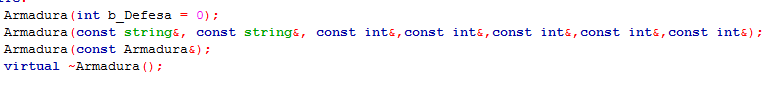 Armadura(int b_Defesa = 0);
Armadura(const string&, const string&, const int&,const int&,const int&,const int&,const int&);
Armadura(const Armadura&);
virtual ~Armadura();